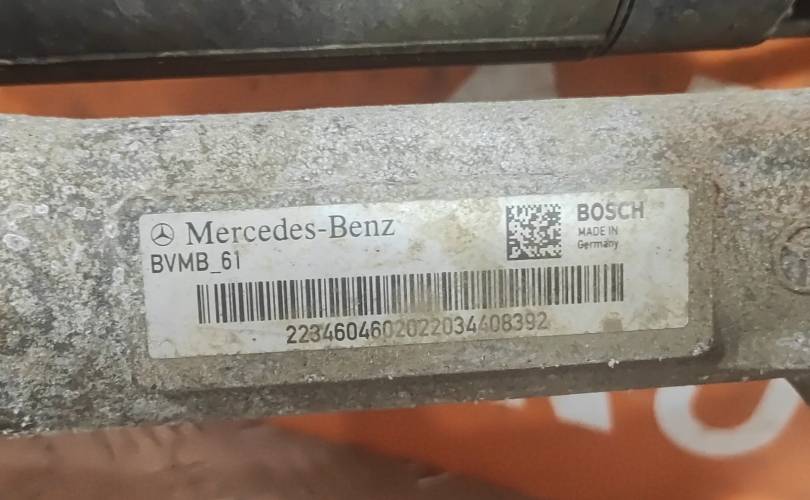 Mercedes-Benz
BVMB_61
BOSCH
MADE IN
Germany
2234604602022034408392